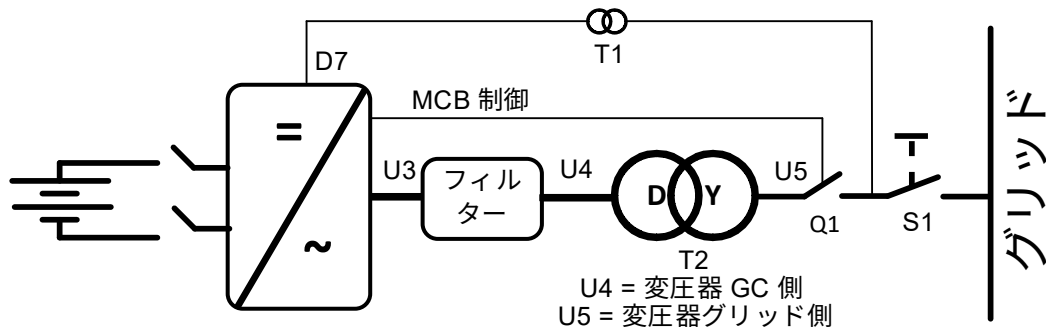 D7
T1
MCB 制御
=
~
U3
フィル
ター
U4
D
Y
U5
Q1
S1
T2
U4 = 変圧器 GC 側
U5 = 変圧器グリッド側
グリッド